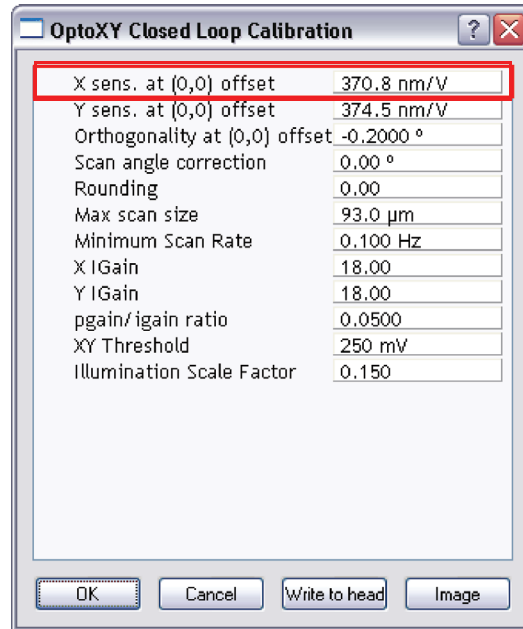 OptoXY Closed Loop Calibration ?
X sens. at (0,0) offset 370.8 nm/V
Y sens. at (0,0) offset 374.5 nm/V
Orthogonality at (0,0) offset -0.2000 º
Scan angle correction 0.00 º
Rounding 0.00
Max scan size 93.0 µm
Minimum Scan Rate 0.100 Hz
X IGain 18.00
Y IGain 18.00
pgain/igain ratio 0.0500
XY Threshold 250 mV
Illumination Scale Factor 0.150
OK Cancel Write to head Image